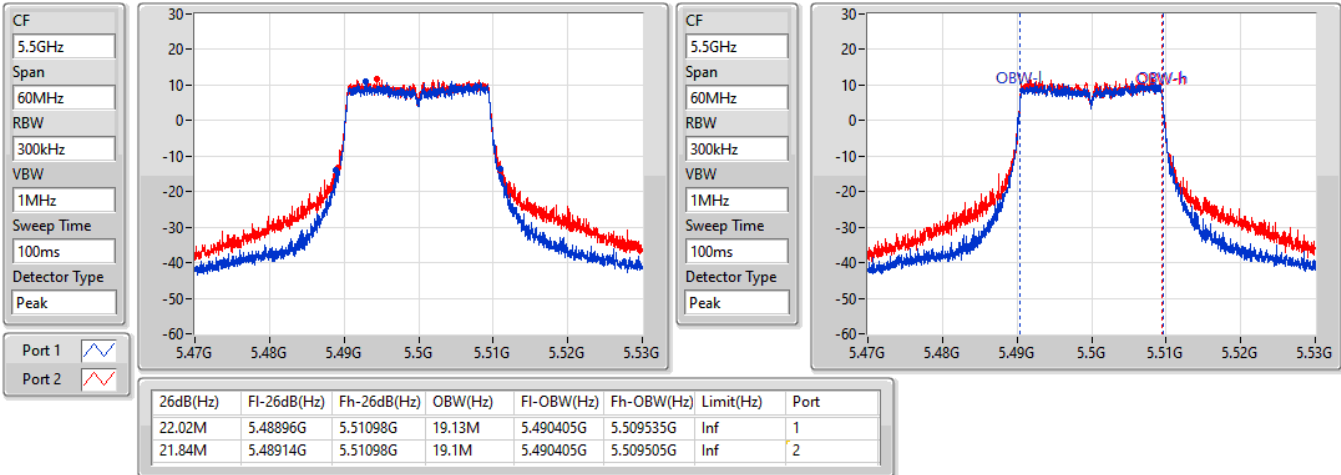 CF
5.5GHz
Span
60MHz
RBW
300kHz
VBW
1MHz
Sweep Time
100ms
Detector Type
Peak
Port 1
Port 2
30
20
10
0
-10
-20
-30
-40
-50
-60
5.47G 5.48G 5.49G 5.5G 5.51G 5.52G 5.53G
CF
5.5GHz
Span
60MHz
RBW
300kHz
VBW
1MHz
Sweep Time
100ms
Detector Type
Peak
30
20
10
0
-10
-20
-30
-40
-50
-60
OBW-l OBW-h
5.47G 5.48G 5.49G 5.5G 5.51G 5.52G 5.53G
26dB(Hz) Fl-26dB(Hz) Fh-26dB(Hz) OBW(Hz) Fl-OBW(Hz) Fh-OBW(Hz) Limit(Hz) Port
22.02M 5.48896G 5.51098G 19.13M 5.490405G 5.509535G Inf 1
21.84M 5.48914G 5.51098G 19.1M 5.490405G 5.509505G Inf 2